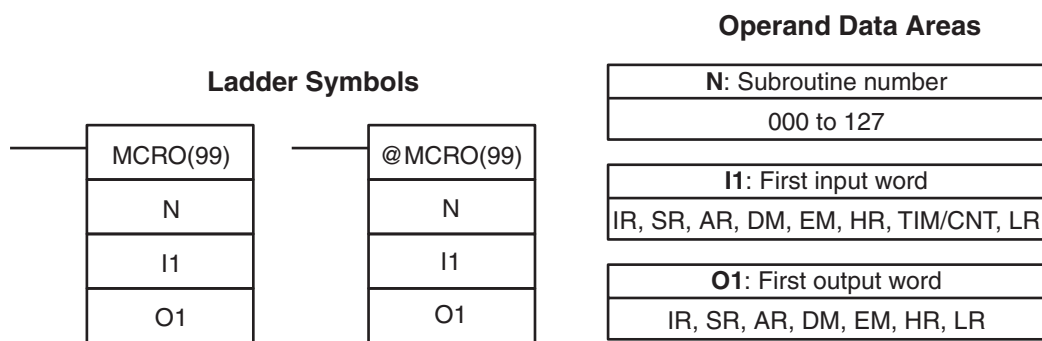 Operand Data Areas
Ladder Symbols
MCRO(99)
N
I1
O1
@MCRO(99)
N
I1
O1
N: Subroutine number
000 to 127
I1: First input word
IR, SR, AR, DM, EM, HR, TIM/CNT, LR
O1: First output word
IR, SR, AR, DM, EM, HR, LR